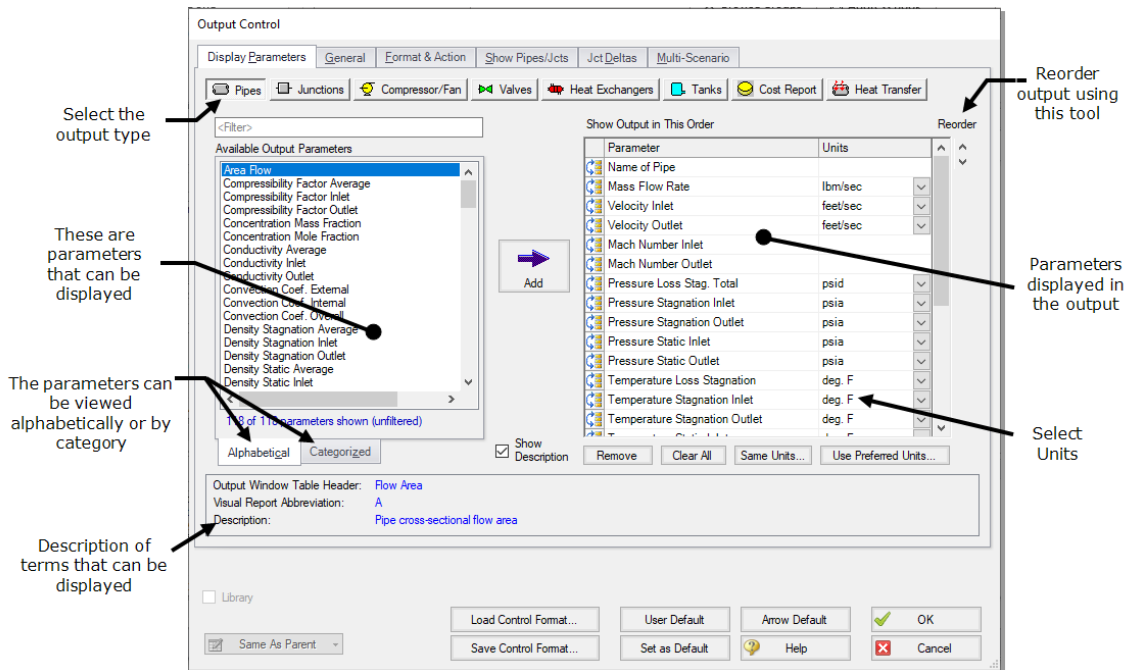 Output Control
Display Parameters
General
Format & Action
Show Pipes/Jcts
Jct Deltas
Multi-Scenario
Pipes
Junctions
Compressor/Fan
Valves
Heat Exchangers
Tanks
Cost Report
Heat Transfer
Select the
output type
Reorder
output using
this tool
<Filter>
Show Output in This Order
Reorder
Available Output Parameters
Area Flow
Compressibility Factor Average
Compressibility Factor Inlet
Compressibility Factor Outlet
Concentration Mass Fraction
Concentration Mole Fraction
Conductivity Average
Conductivity Inlet
Conductivity Outlet
Convection Coef. External
Convection Coef. Internal
Convection Coef. Overall
Density Stagnation Average
Density Stagnation Inlet
Density Stagnation Outlet
Density Static Average
Density Static Inlet
118 of 118 parameters shown (unfiltered)
Alphabetical
Categorized
These are
parameters
that can be
displayed
The parameters can
be viewed
alphabetically or by
category
Add
Show
Description
Parameter Units
Name of Pipe
Mass Flow Rate lbm/sec
Velocity Inlet feet/sec
Velocity Outlet feet/sec
Mach Number Inlet
Mach Number Outlet
Pressure Loss Stag. Total psid
Pressure Stagnation Inlet psia
Pressure Stagnation Outlet psia
Pressure Static Inlet psia
Pressure Static Outlet psia
Temperature Loss Stagnation deg. F
Temperature Stagnation Inlet deg. F
Temperature Stagnation Outlet deg. F
Parameters
displayed in
the output
Select
Units
Remove
Clear All
Same Units...
Use Preferred Units...
Output Window Table Header: Flow Area
Visual Report Abbreviation: A
Description: Pipe cross-sectional flow area
Description of
terms that can be
displayed
Library
Load Control Format...
User Default
Arrow Default
OK
Same As Parent
Save Control Format...
Set as Default
Help
Cancel